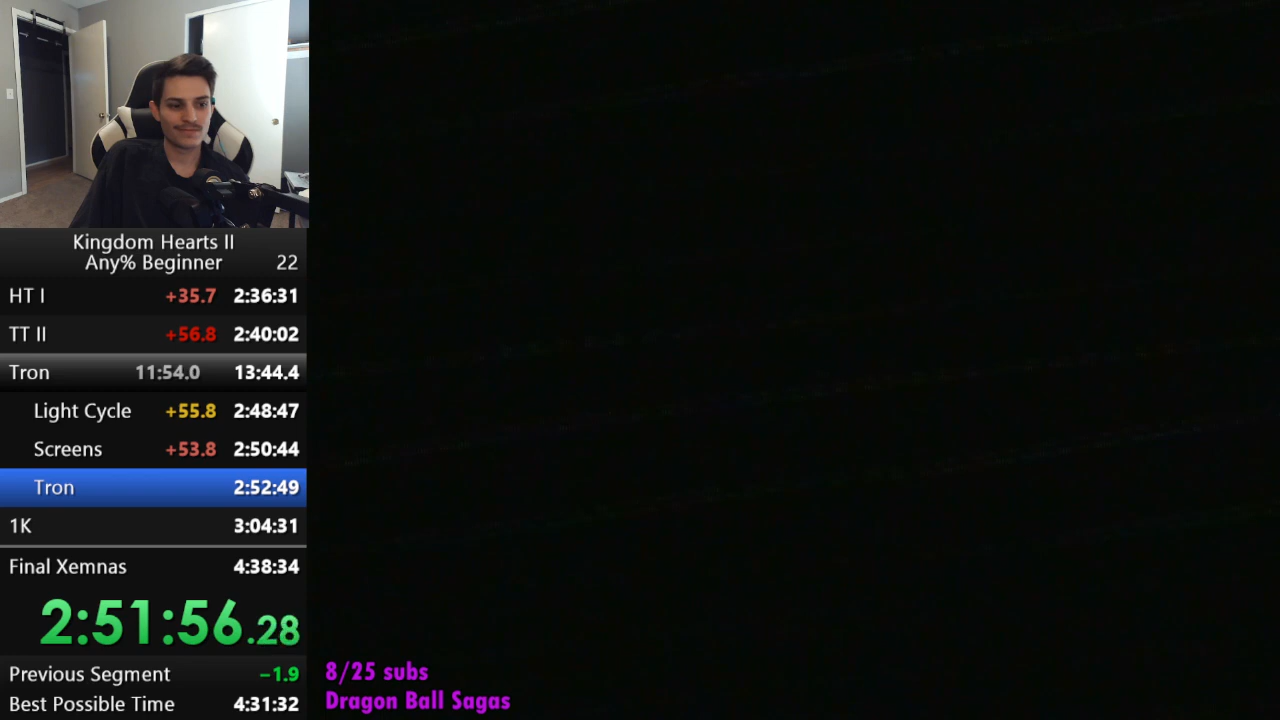 Kingdom Hearts II
Any% Beginner 22
HT I +35.7 2:36:31
TT II +56.8 2:40:02
Tron 11:54.0 13:44.4
Light Cycle +55.8 2:48:47
Screens +53.8 2:50:44
Tron 2:52:49
1K 3:04:31
Final Xemnas 4:38:34
2:51:56.28
Previous Segment −1.9
Best Possible Time 4:31:32
8/25 subs
Dragon Ball Sagas